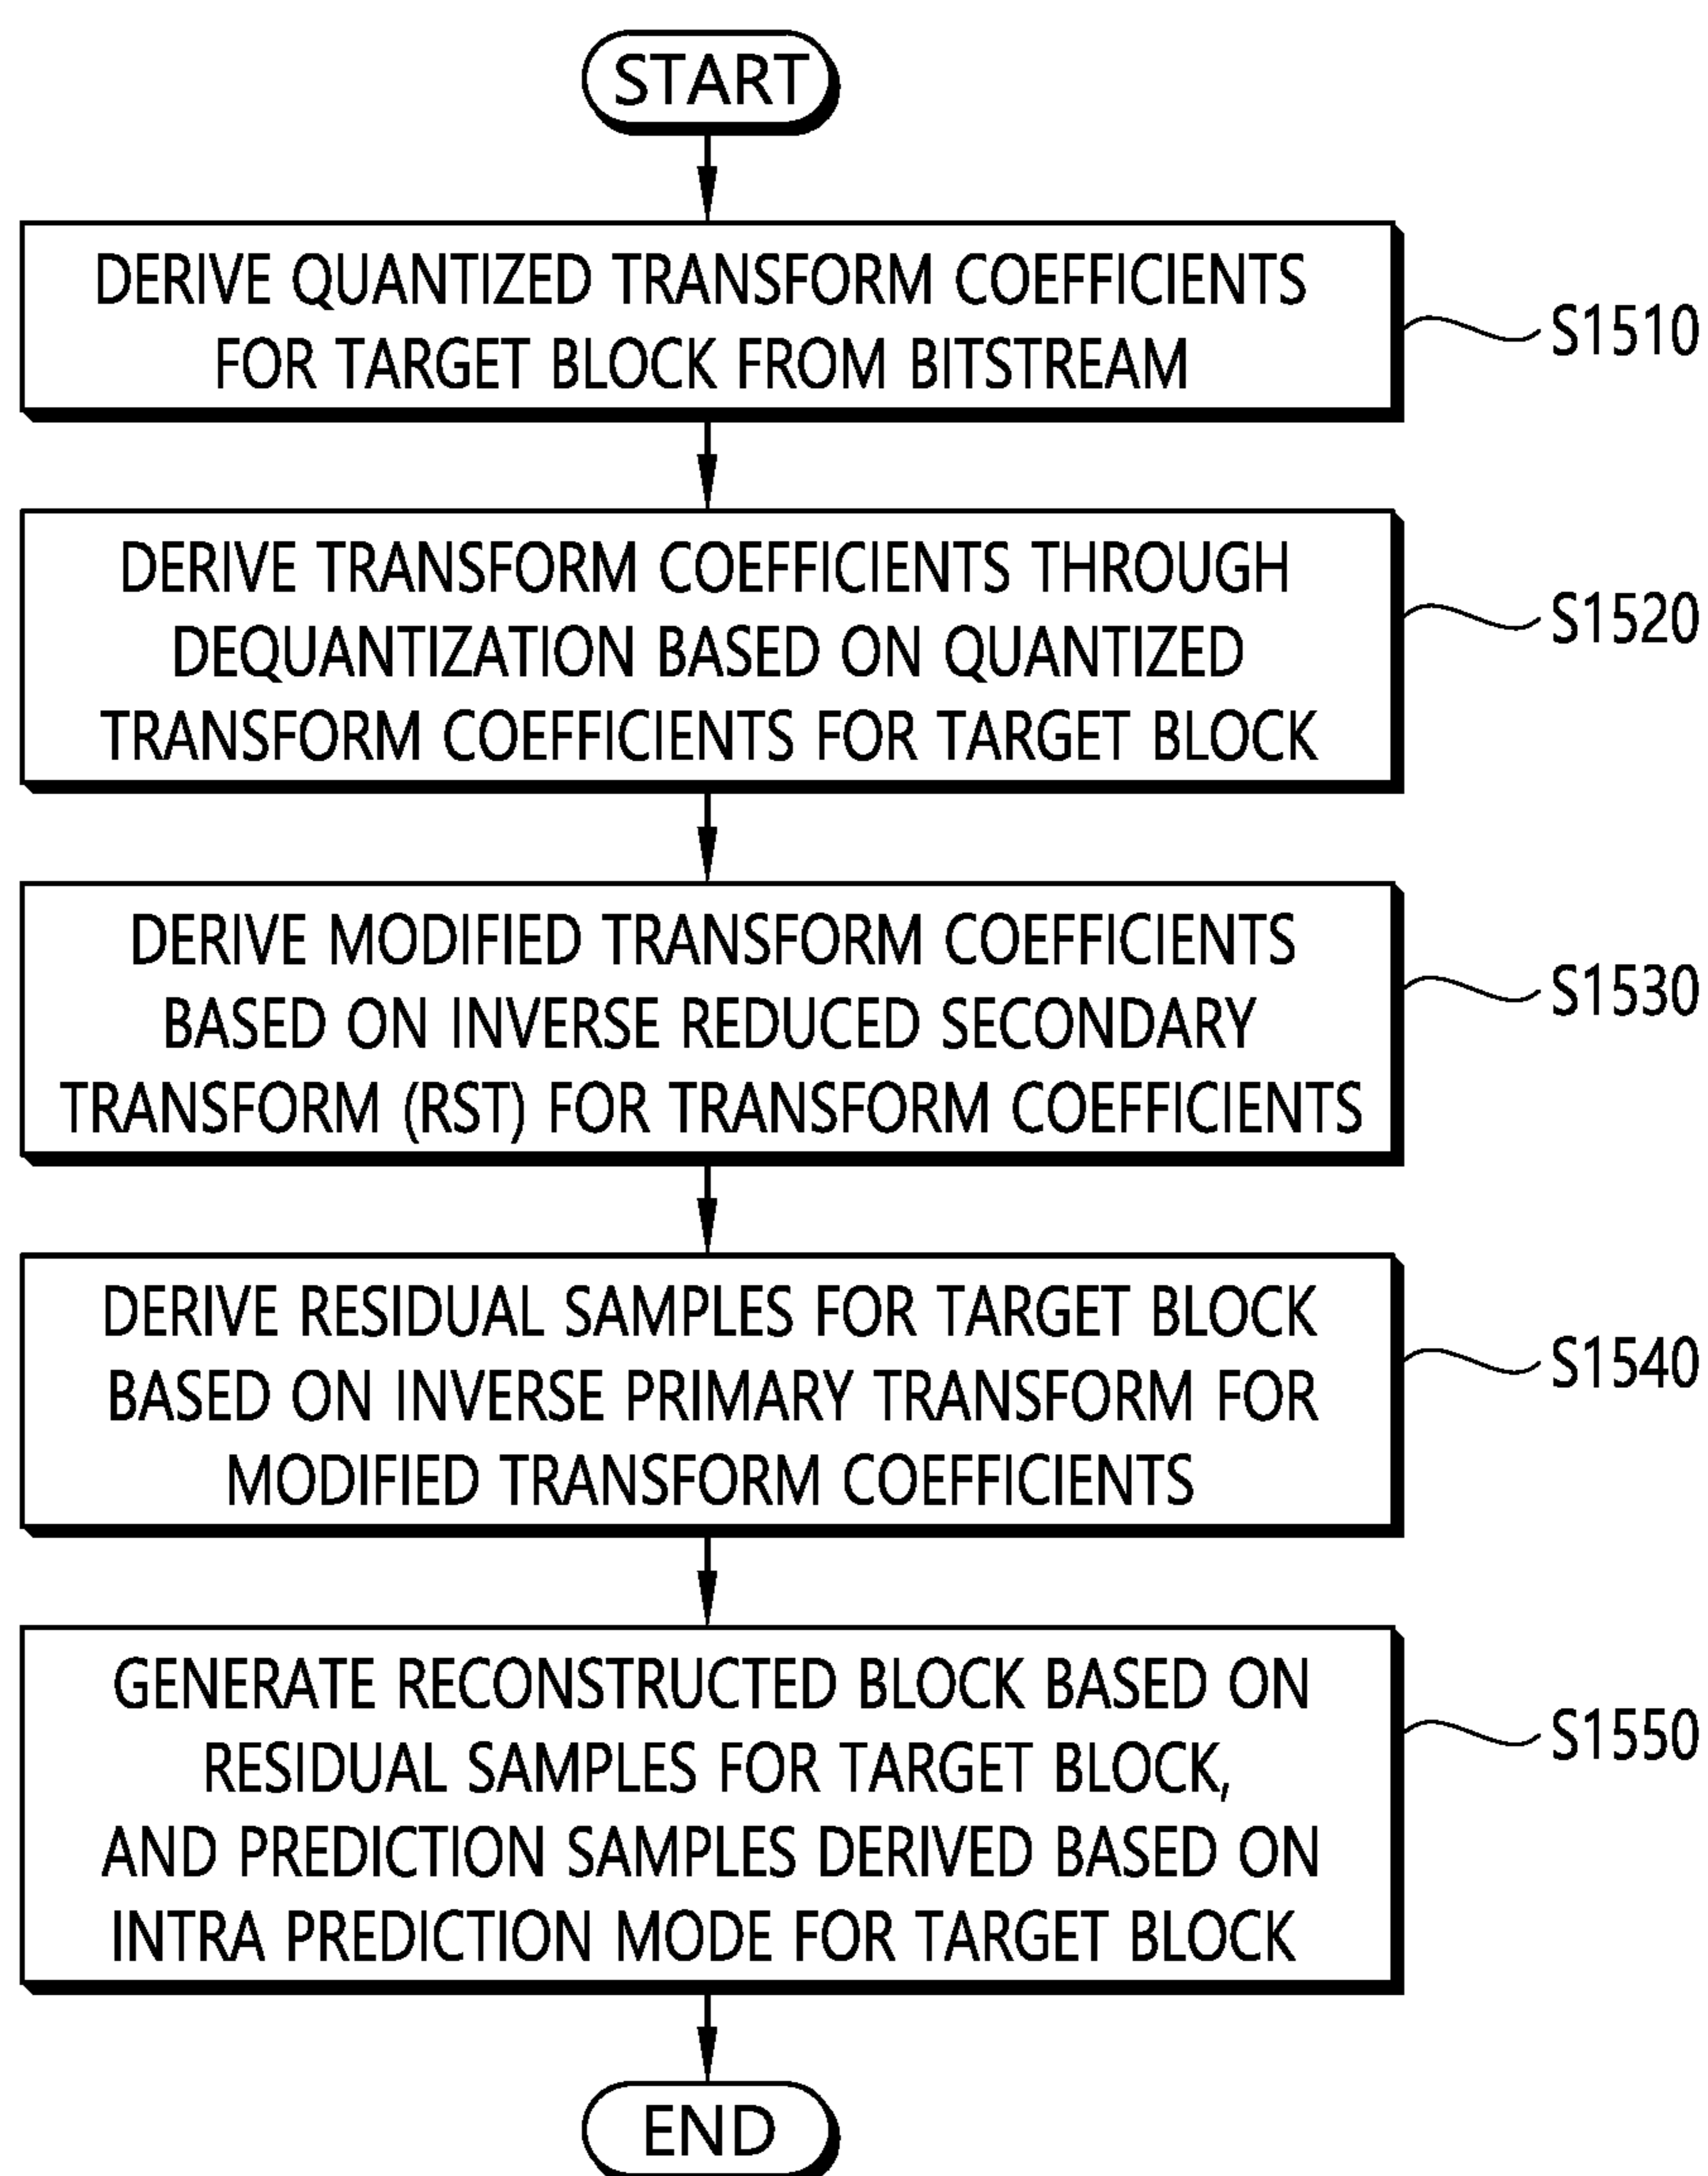 START
DERIVE QUANTIZED TRANSFORM COEFFICIENTS
FOR TARGET BLOCK FROM BITSTREAM
S1510
DERIVE TRANSFORM COEFFICIENTS THROUGH
DEQUANTIZATION BASED ON QUANTIZED
TRANSFORM COEFFICIENTS FOR TARGET BLOCK
S1520
DERIVE MODIFIED TRANSFORM COEFFICIENTS
BASED ON INVERSE REDUCED SECONDARY
TRANSFORM (RST) FOR TRANSFORM COEFFICIENTS
S1530
DERIVE RESIDUAL SAMPLES FOR TARGET BLOCK
BASED ON INVERSE PRIMARY TRANSFORM FOR
MODIFIED TRANSFORM COEFFICIENTS
S1540
GENERATE RECONSTRUCTED BLOCK BASED ON
RESIDUAL SAMPLES FOR TARGET BLOCK,
AND PREDICTION SAMPLES DERIVED BASED ON
INTRA PREDICTION MODE FOR TARGET BLOCK
S1550
END